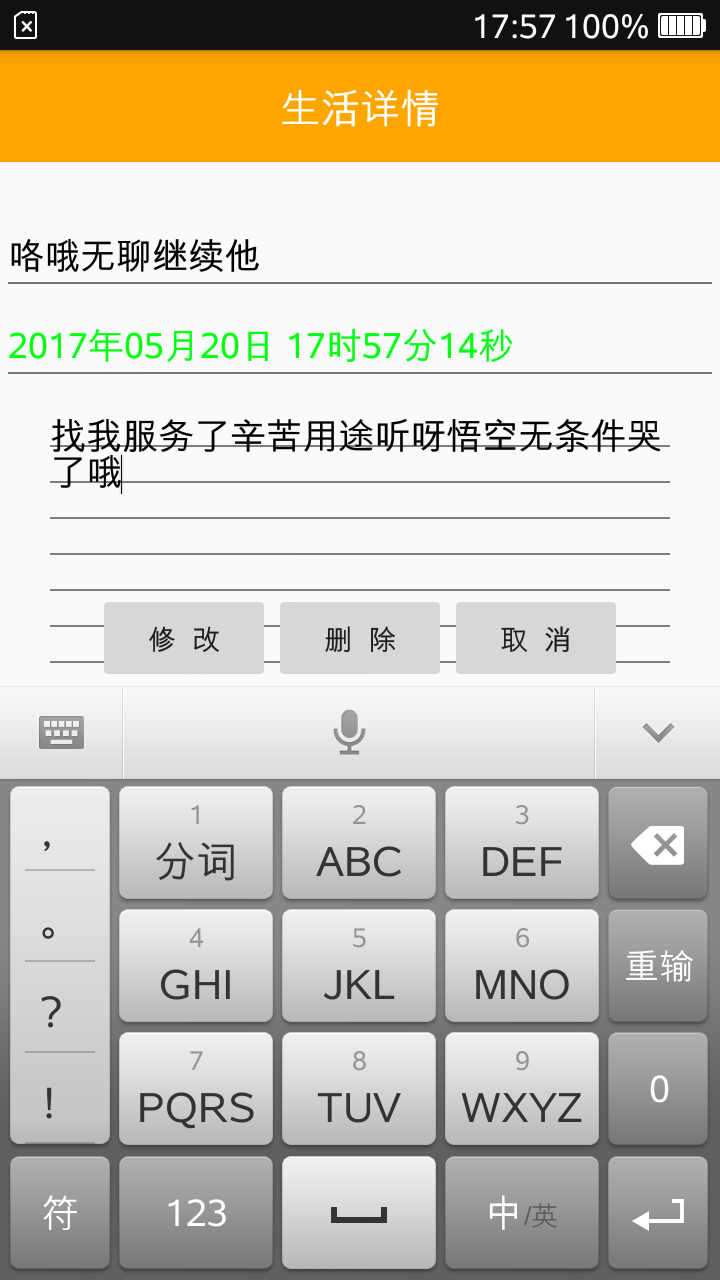 17:57 100%
生活详情
咯哦无聊继续他
2017年05月20日 17时57分14秒
找我服务了辛苦用途听呀悟空无条件哭
了哦
修 改 删 除 取 消
, 1 2 3
分词 ABC DEF
。 4 5 6
GHI JKL MNO 重输
?
7 8 9
! PQRS TUV WXYZ 0
符 123 中/英